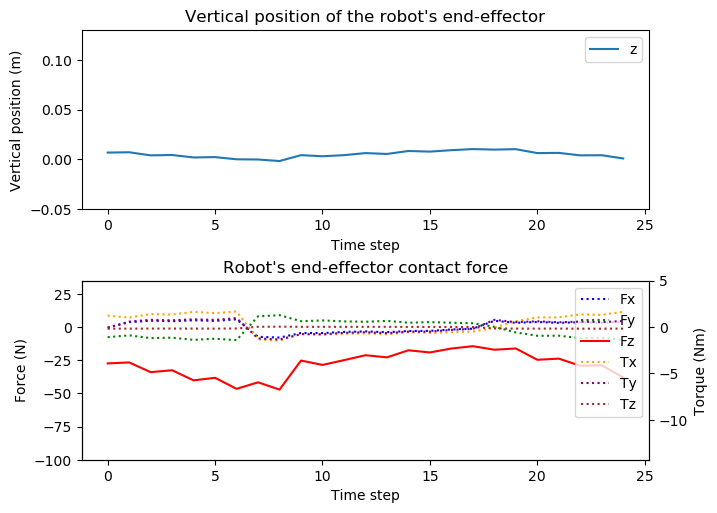 Vertical position of the robot's end-effector
Vertical position (m)
0.10
0.05
0.00
−0.05
z
0
5
10
15
20
25
Time step
Robot's end-effector contact force
Force (N)
25
0
−25
−50
−75
−100
Fx
Fy
Fz
Tx
Ty
Tz
5
0
−5
−10
Torque (Nm)
0
5
10
15
20
25
Time step